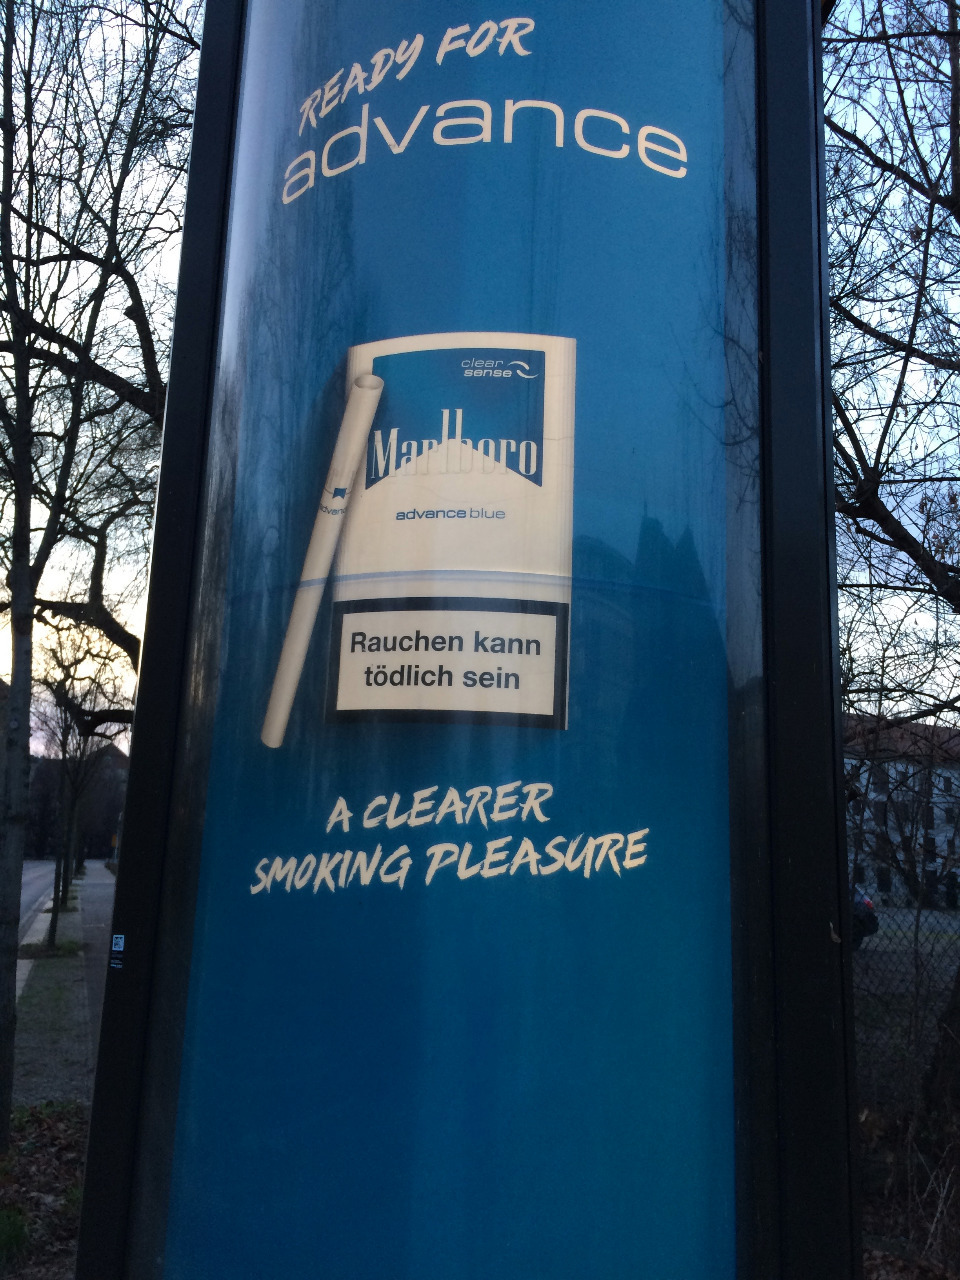 READY FOR
advance
clear
sense
Marlboro
advance blue
Rauchen kann
tödlich sein
A CLEARER
SMOKING PLEASURE